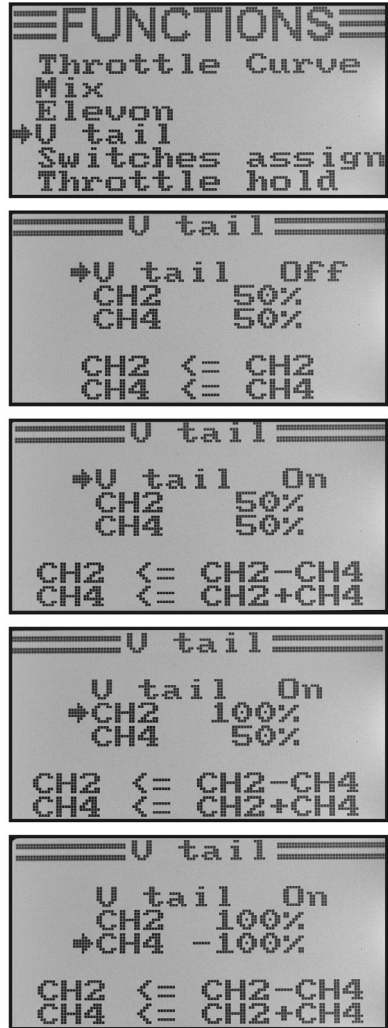 FUNCTIONS
Throttle Curve
Mix
Elevon
V tail
Switches assign
Throttle hold
V tail
V tail Off
CH2 50%
CH4 50%
CH2 <= CH2
CH4 <= CH4
V tail
V tail On
CH2 50%
CH4 50%
CH2 <= CH2-CH4
CH4 <= CH2+CH4
V tail
V tail On
CH2 100%
CH4 50%
CH2 <= CH2-CH4
CH4 <= CH2+CH4
V tail
V tail On
CH2 100%
CH4 -100%
CH2 <= CH2-CH4
CH4 <= CH2+CH4